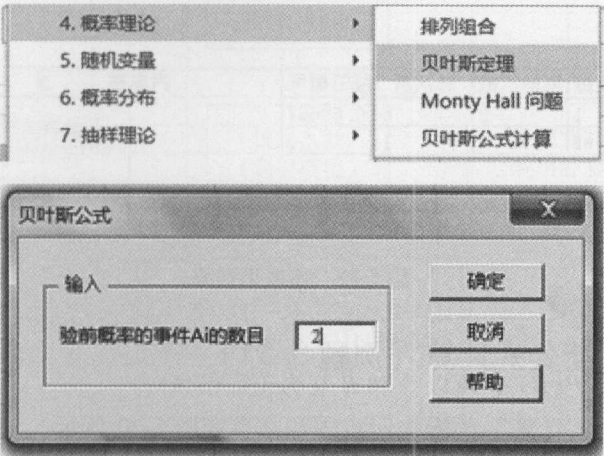 4. 概率理论
5. 随机变量
6. 概率分布
7. 抽样理论
排列组合
贝叶斯定理
Monty Hall 问题
贝叶斯公式计算
贝叶斯公式
输入
验前概率的事件Ai的数目 2
确定
取消
帮助